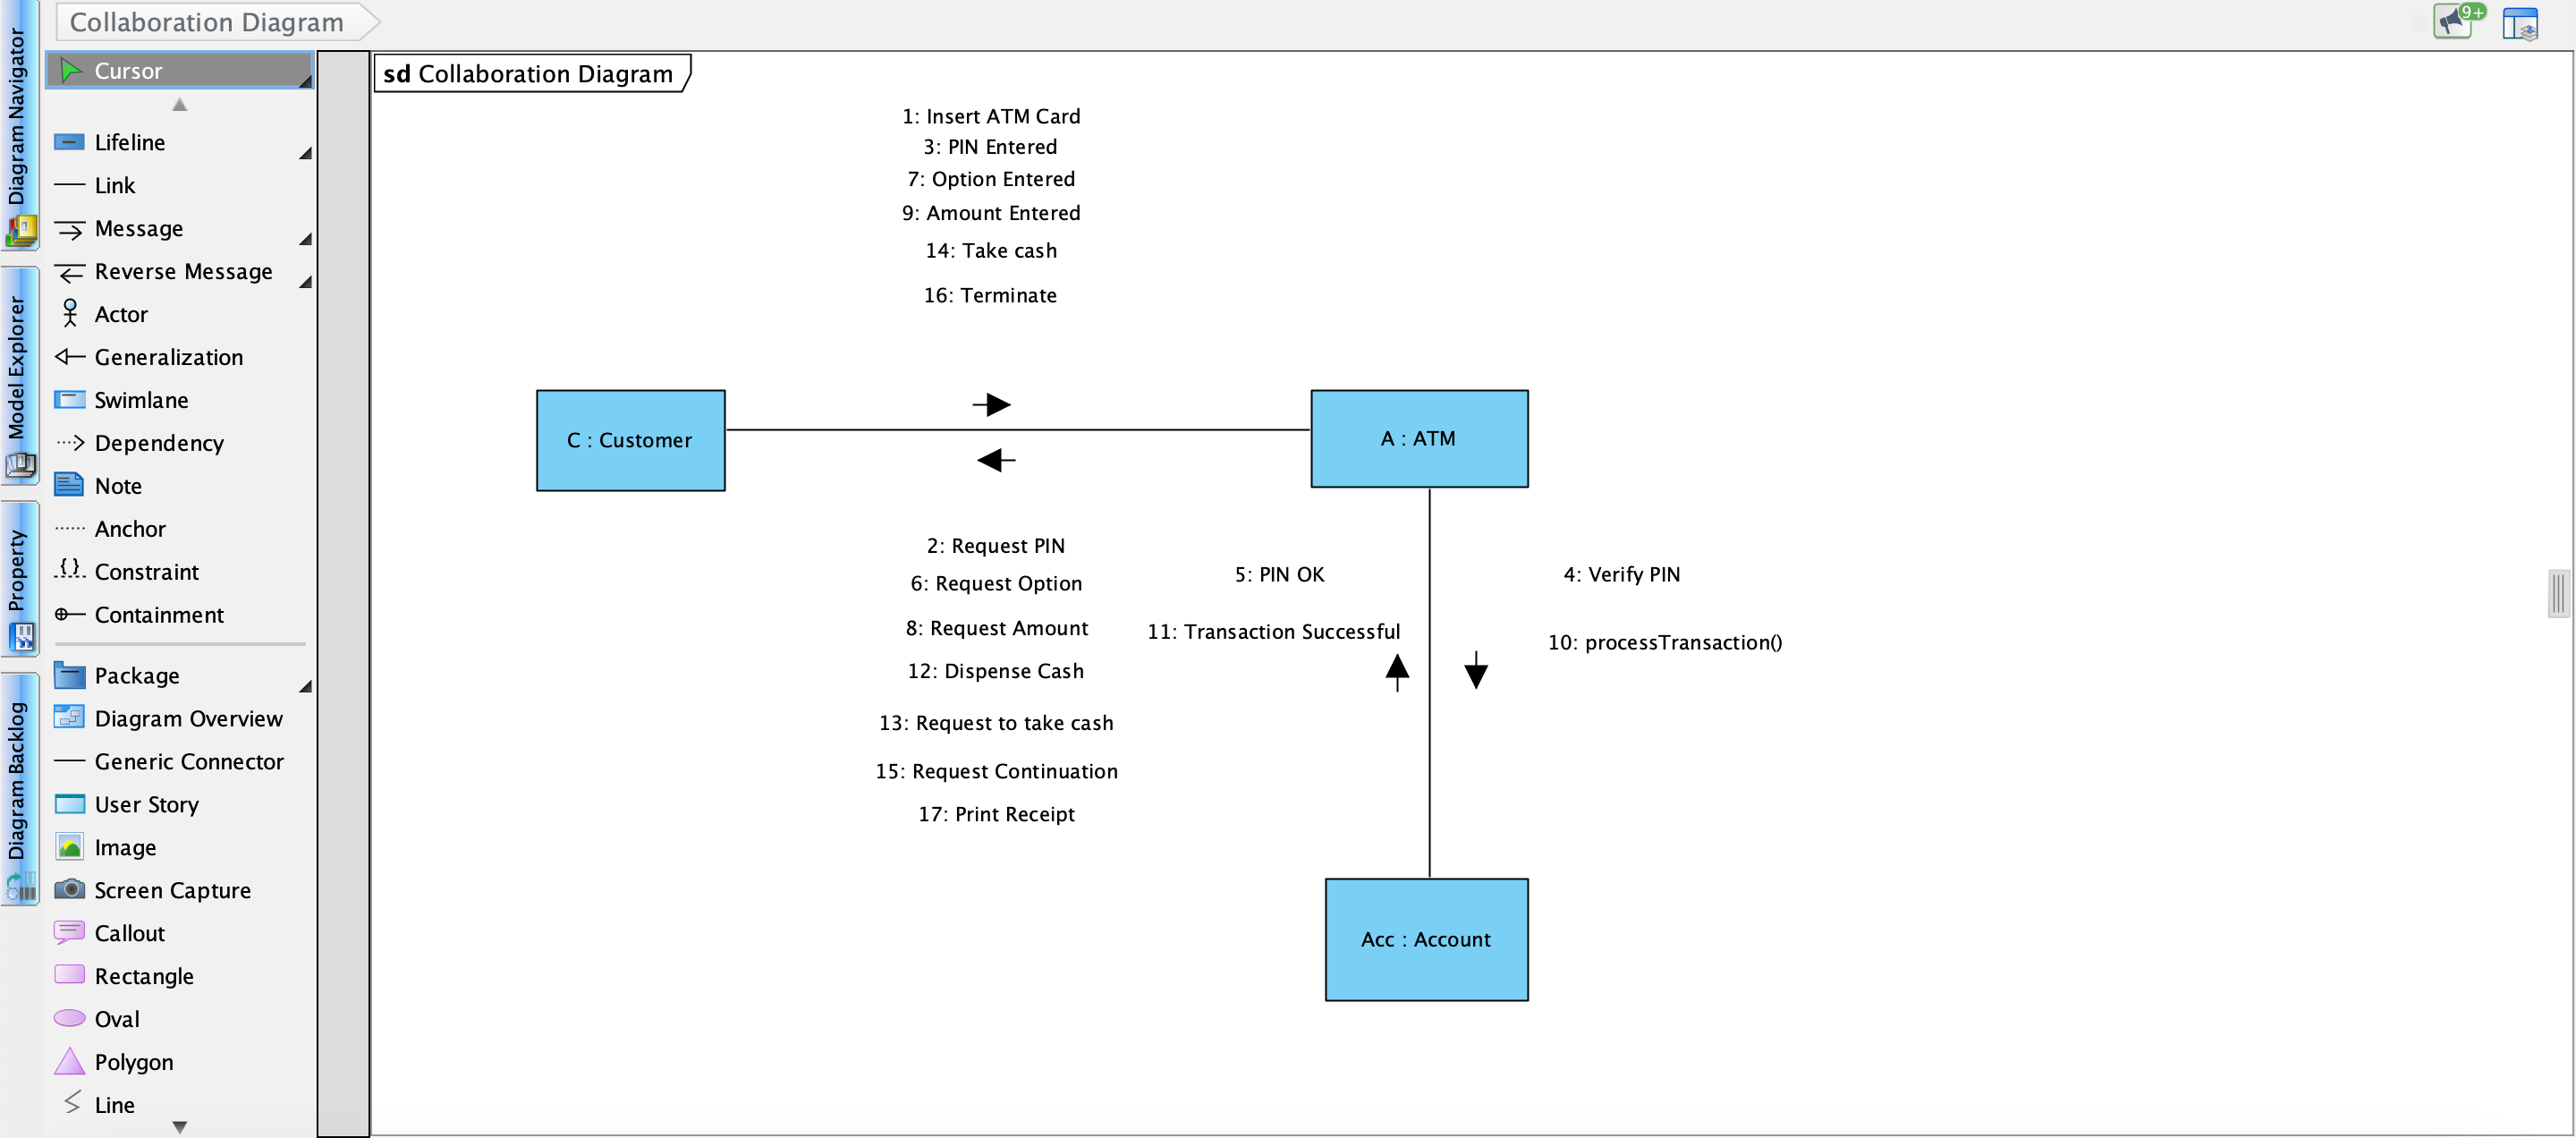 Collaboration Diagram
9+
Diagram Navigator
Model Explorer
Property
Diagram Backlog
Cursor
Lifeline
Link
Message
Reverse Message
Actor
Generalization
Swimlane
Dependency
Note
Anchor
Constraint
Containment
Package
Diagram Overview
Generic Connector
User Story
Image
Screen Capture
Callout
Rectangle
Oval
Polygon
Line
sd Collaboration Diagram
1: Insert ATM Card
3: PIN Entered
7: Option Entered
9: Amount Entered
14: Take cash
16: Terminate
C : Customer
A : ATM
2: Request PIN
6: Request Option
8: Request Amount
12: Dispense Cash
13: Request to take cash
15: Request Continuation
17: Print Receipt
5: PIN OK
11: Transaction Successful
4: Verify PIN
10: processTransaction()
Acc : Account